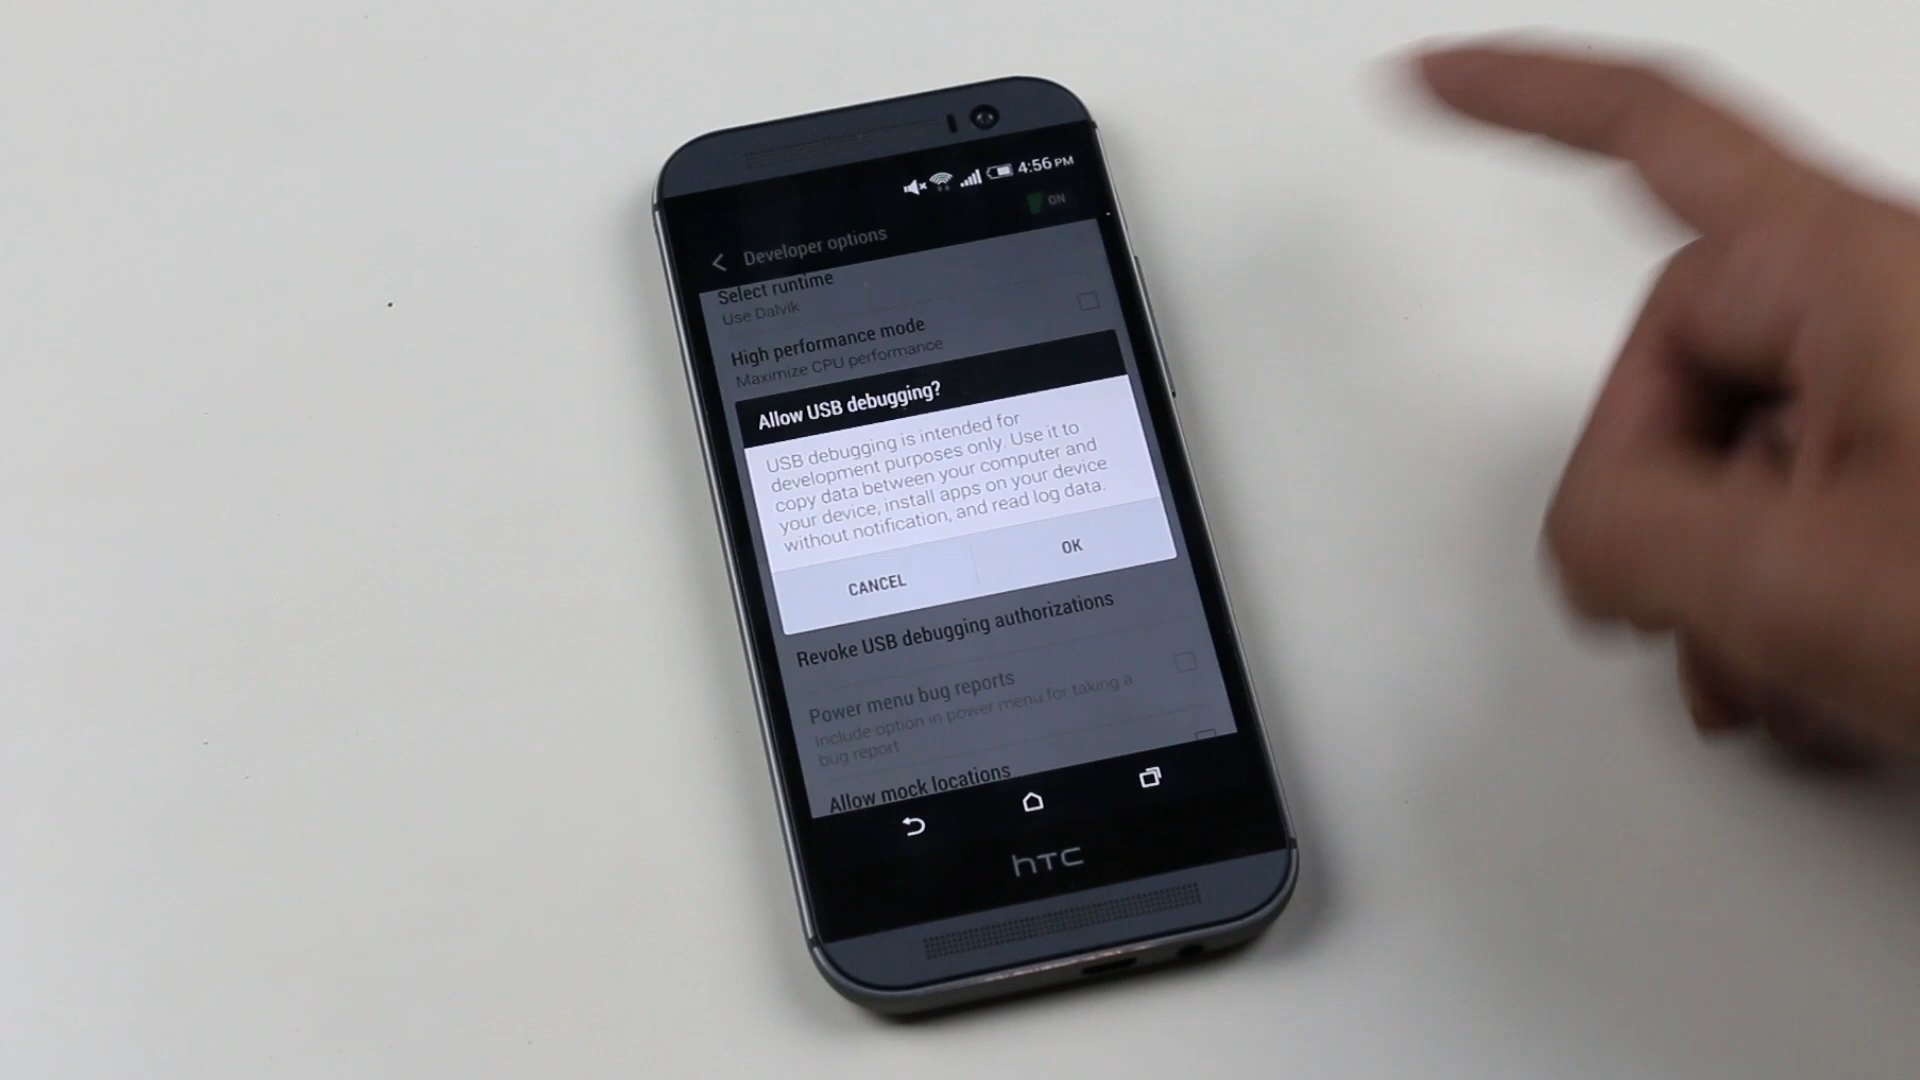 4:56 PM
ON
Developer options
Select runtime
Use Dalvik
High performance mode
Maximize CPU performance
Allow USB debugging?
USB debugging is intended for
development purposes only. Use it to
copy data between your computer and
your device, install apps on your device
without notification, and read log data.
CANCEL
OK
Revoke USB debugging authorizations
Power menu bug reports
Include option in power menu for taking a
bug report
Allow mock locations
hTC